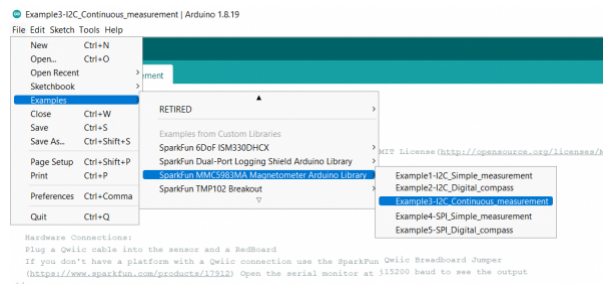 Example3-I2C_Continuous_measurement | Arduino 1.8.19
File Edit Sketch Tools Help
New Ctrl+N
Open... Ctrl+O
Open Recent
Sketchbook
Examples
Close Ctrl+W
Save Ctrl+S
Save As.. Ctrl+Shift+S
Page Setup Ctrl+Shift+P
Print Ctrl+P
Preferences Ctrl+Comma
Quit Ctrl+Q
ement
RETIRED
Examples from Custom Libraries
SparkFun 6DoF ISM330DHCX
SparkFun Dual-Port Logging Shield Arduino Library
SparkFun MMC5983MA Magnetometer Arduino Library
SparkFun TMP102 Breakout
Example1-I2C_Simple_measurement
Example2-I2C_Digital_compass
Example3-I2C_Continuous_measurement
Example4-SPI_Simple_measurement
Example5-SPI_Digital_compass
MIT License(http://opensource.org/licenses/
Hardware Connections:
Plug a Qwiic cable into the sensor and a RedBoard
If you don't have a platform with a Qwiic connection use the SparkFun Qwiic Breadboard Jumper
(https://www.sparkfun.com/products/17912) Open the serial monitor at 115200 baud to see the output